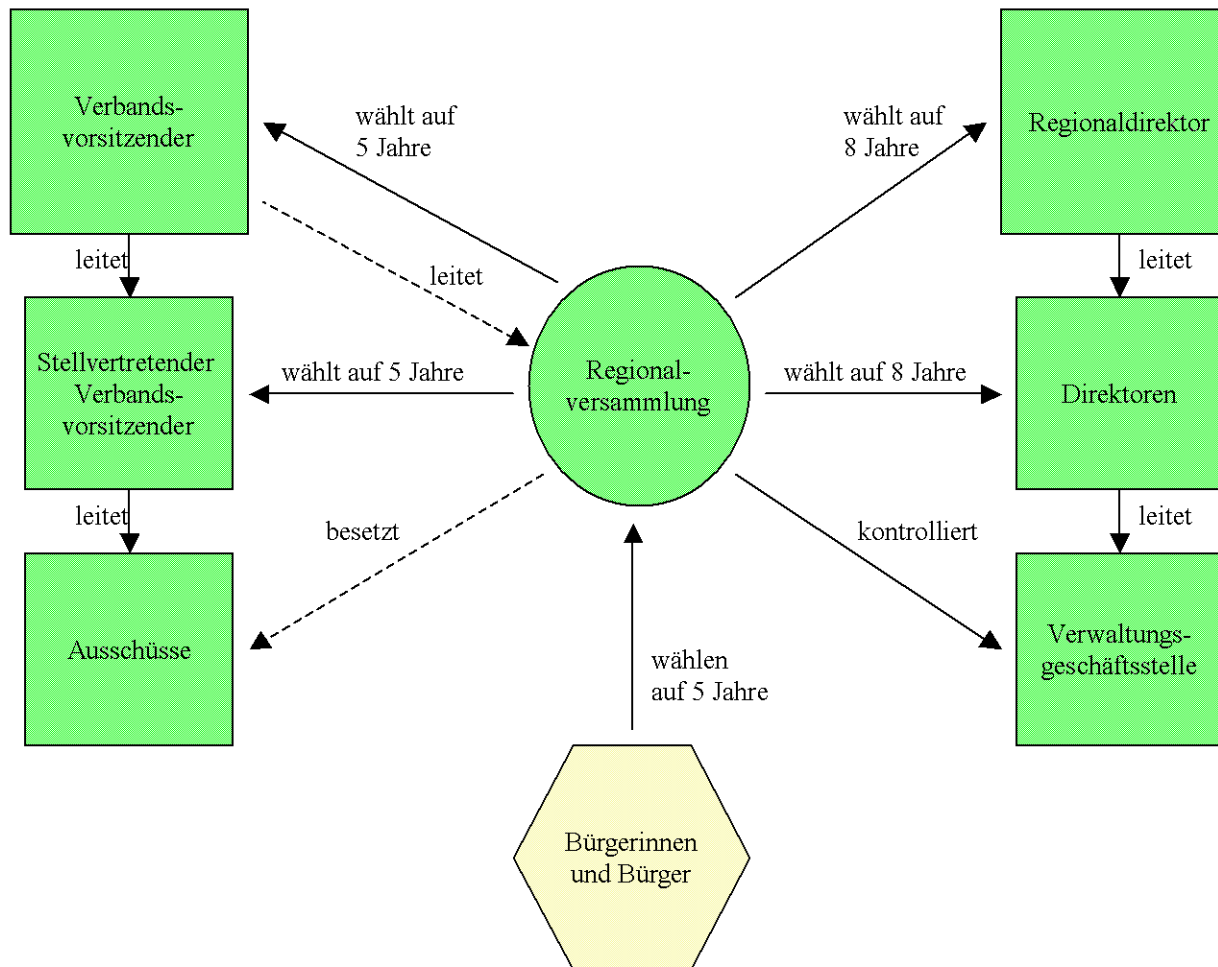 Verbands-
vorsitzender
wählt auf
5 Jahre
wählt auf
8 Jahre
Regionaldirektor
leitet
leitet
leitet
Stellvertretender
Verbands-
vorsitzender
wählt auf 5 Jahre
Regional-
versammlung
wählt auf 8 Jahre
Direktoren
leitet
besetzt
kontrolliert
leitet
Ausschüsse
wählen
auf 5 Jahre
Verwaltungs-
geschäftsstelle
Bürgerinnen
und Bürger